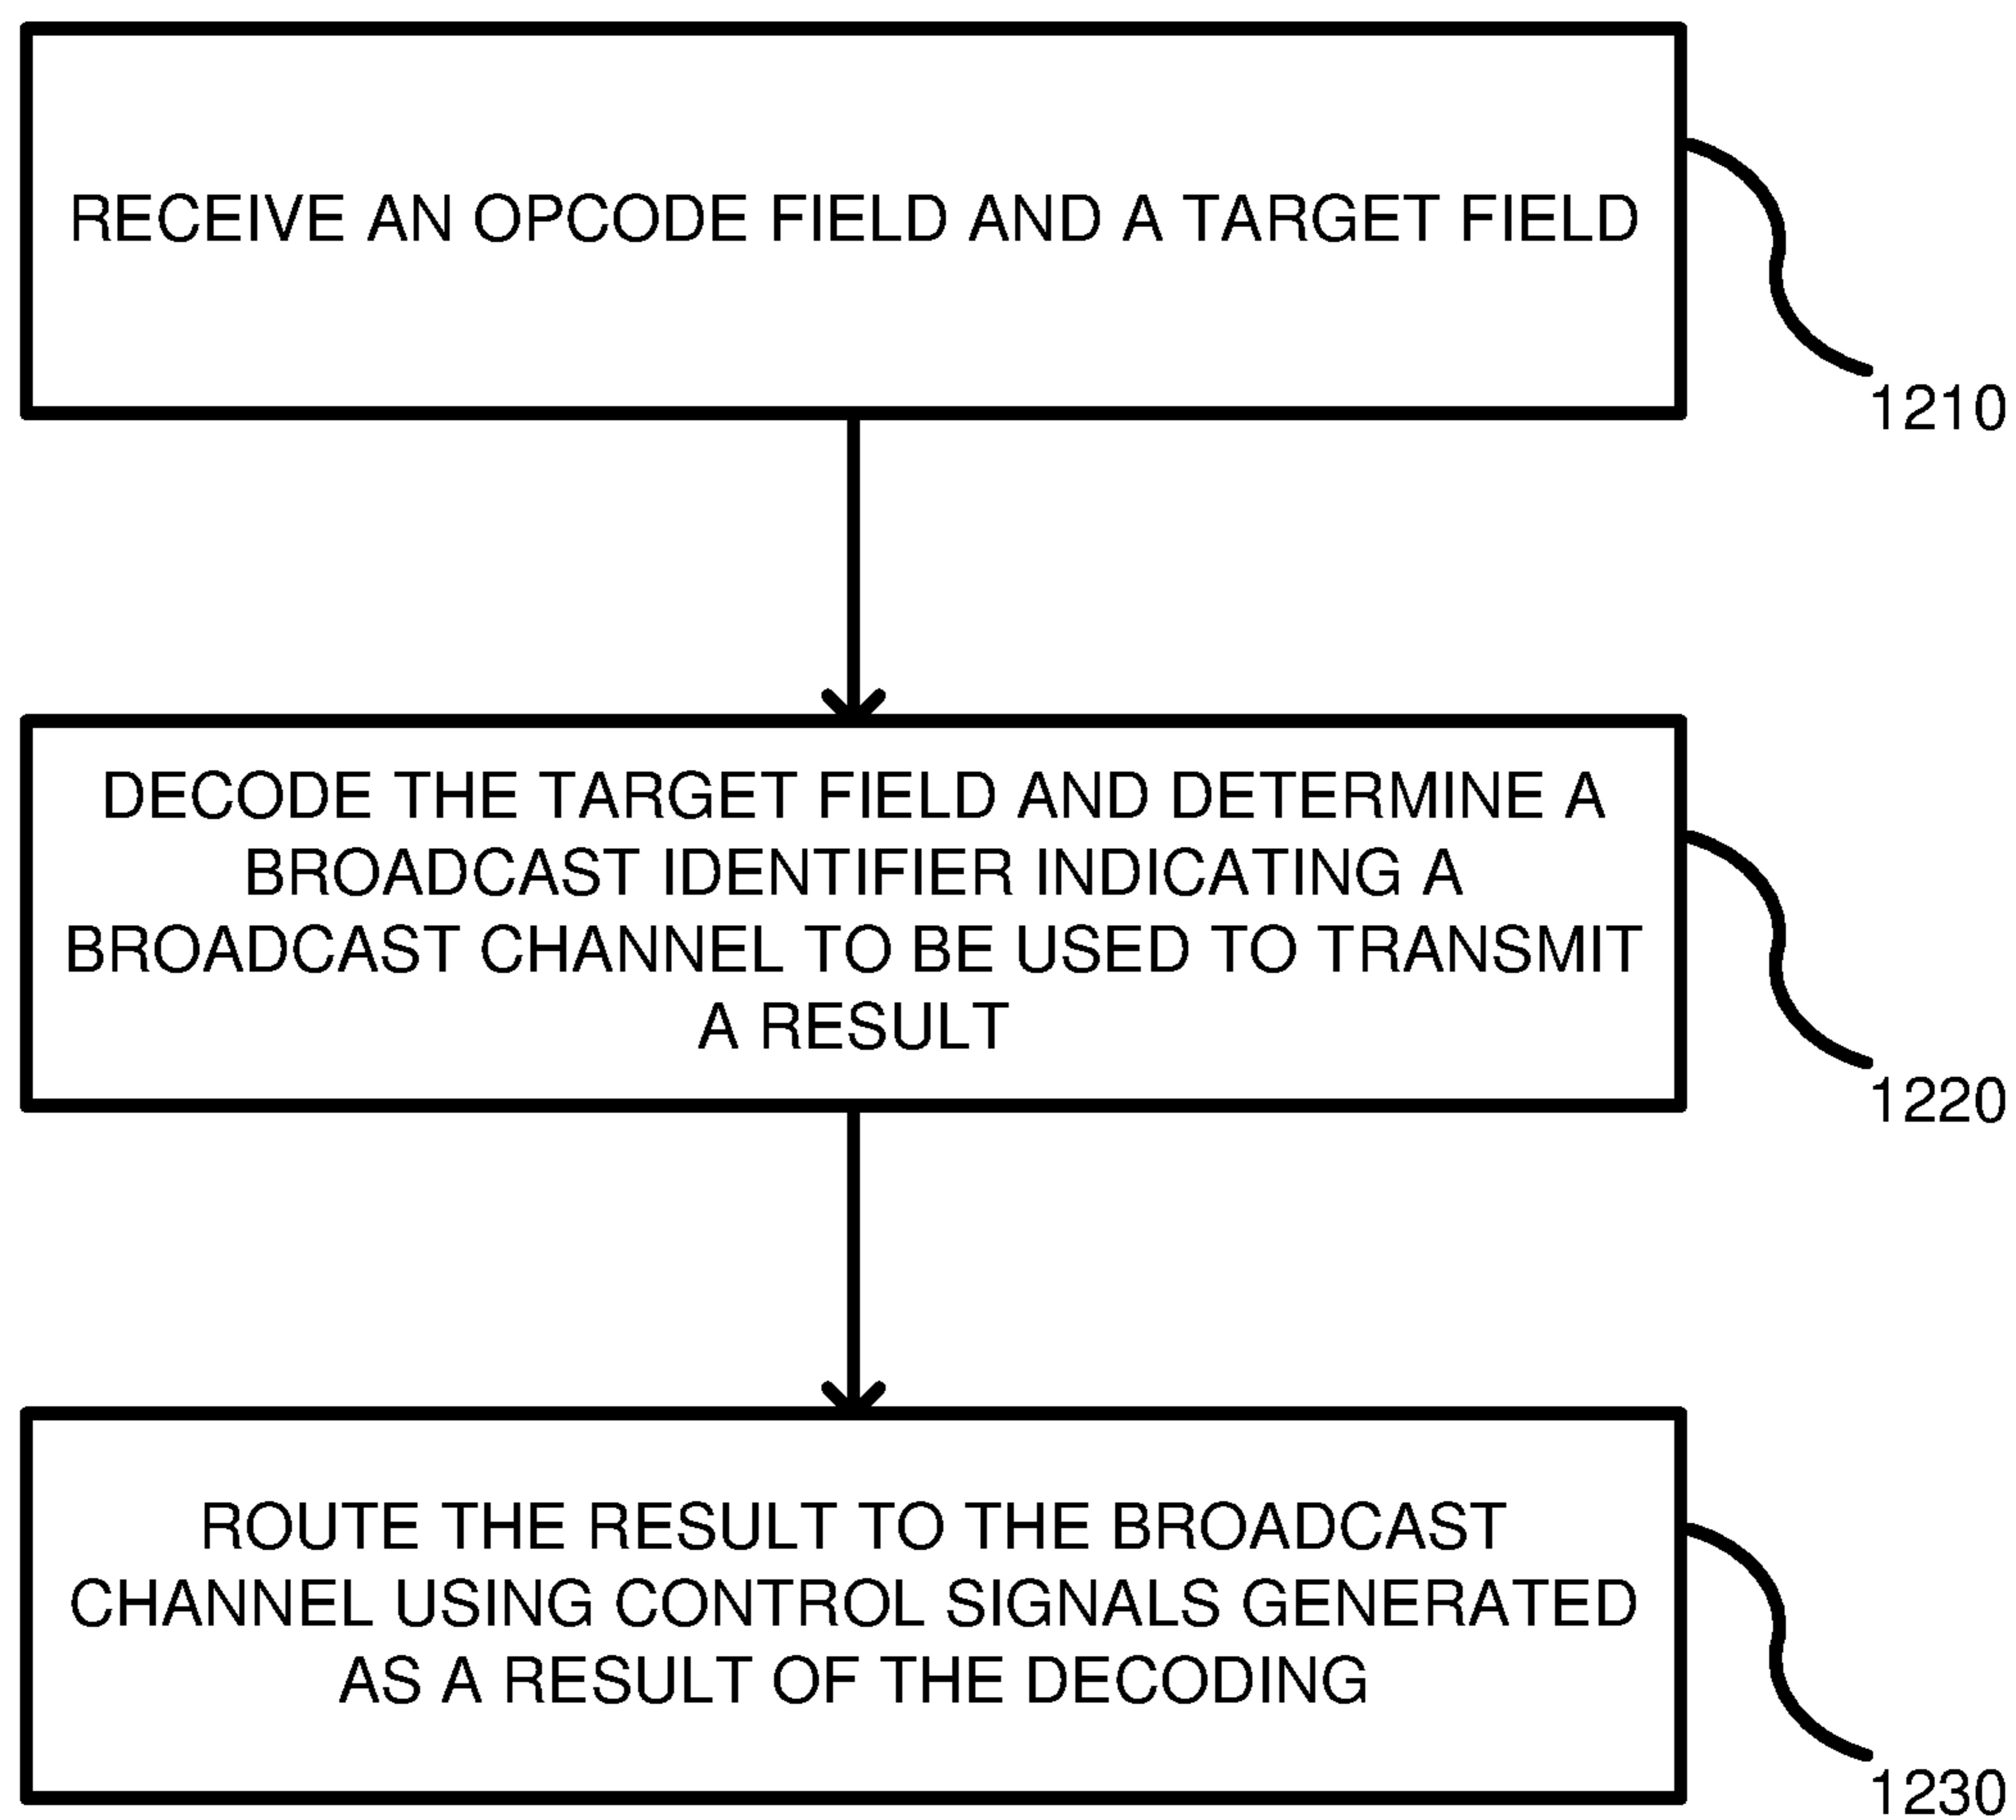 RECEIVE AN OPCODE FIELD AND A TARGET FIELD
1210
DECODE THE TARGET FIELD AND DETERMINE A
BROADCAST IDENTIFIER INDICATING A
BROADCAST CHANNEL TO BE USED TO TRANSMIT
A RESULT
1220
ROUTE THE RESULT TO THE BROADCAST
CHANNEL USING CONTROL SIGNALS GENERATED
AS A RESULT OF THE DECODING
1230